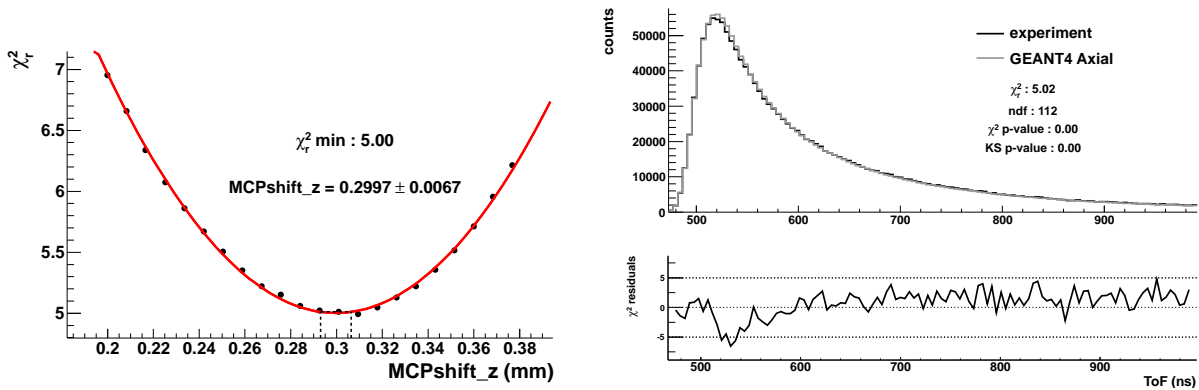 χ²ᵣ
7
6.5
6
5.5
5
χ²ᵣ min : 5.00
MCPshift_z = 0.2997 ± 0.0067
0.2 0.22 0.24 0.26 0.28 0.3 0.32 0.34 0.36 0.38
MCPshift_z (mm)
counts
50000
40000
30000
20000
10000
0
experiment
GEANT4 Axial
χ²ᵣ : 5.02
ndf : 112
χ² p-value : 0.00
KS p-value : 0.00
500 600 700 800 900
χ² residuals
5
0
-5
500 600 700 800 900
ToF (ns)